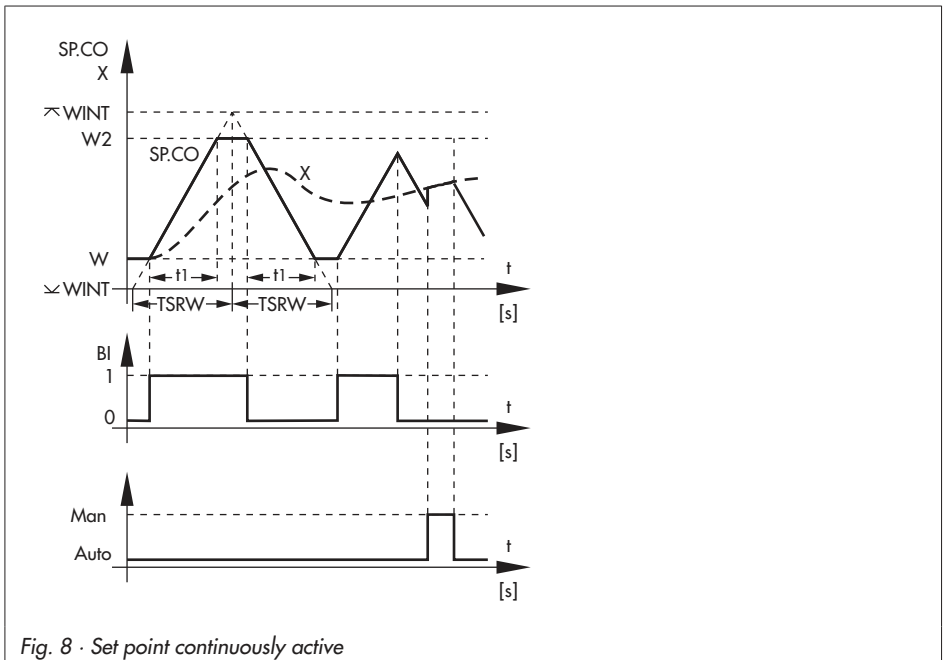 SP.CO
X
⋝ WINT
W2
SP.CO
X
W
t1
t1
t
⋜ WINT
TSRW
TSRW
[s]
BI
1
0
t
[s]
Man
Auto
t
[s]
Fig. 8 · Set point continuously active